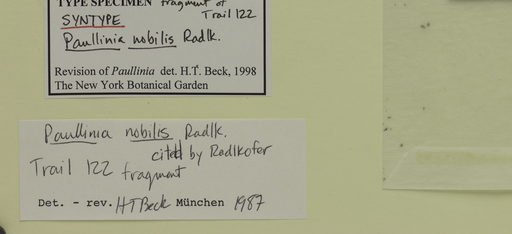 TYPE SPECIMEN fragment of
SYNTYPE Trail 122
Paullinia nobilis Radlk.
Revision of Paullinia det. H.T. Beck, 1998
The New York Botanical Garden
Paullinia nobilis Radlk.
cited by Radlkofer
Trail 122 fragment
Det. - rev. HTBeck München 1987